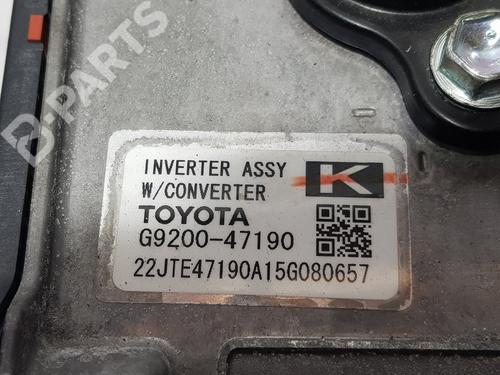 B-PARTS
INVERTER ASSY
W/CONVERTER
K
TOYOTA
G9200-47190
22JTE47190A15G080657